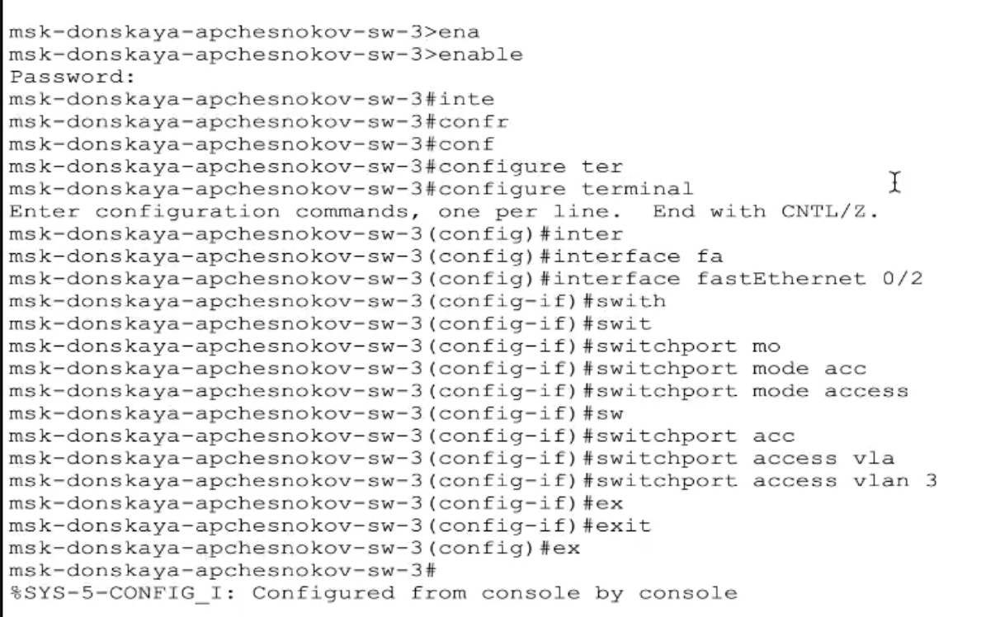 msk-donskaya-apchesnokov-sw-3>ena
msk-donskaya-apchesnokov-sw-3>enable
Password:
msk-donskaya-apchesnokov-sw-3#inte
msk-donskaya-apchesnokov-sw-3#confr
msk-donskaya-apchesnokov-sw-3#conf
msk-donskaya-apchesnokov-sw-3#configure ter
msk-donskaya-apchesnokov-sw-3#configure terminal
Enter configuration commands, one per line.  End with CNTL/Z.
msk-donskaya-apchesnokov-sw-3(config)#inter
msk-donskaya-apchesnokov-sw-3(config)#interface fa
msk-donskaya-apchesnokov-sw-3(config)#interface fastEthernet 0/2
msk-donskaya-apchesnokov-sw-3(config-if)#swith
msk-donskaya-apchesnokov-sw-3(config-if)#swit
msk-donskaya-apchesnokov-sw-3(config-if)#switchport mo
msk-donskaya-apchesnokov-sw-3(config-if)#switchport mode acc
msk-donskaya-apchesnokov-sw-3(config-if)#switchport mode access
msk-donskaya-apchesnokov-sw-3(config-if)#sw
msk-donskaya-apchesnokov-sw-3(config-if)#switchport acc
msk-donskaya-apchesnokov-sw-3(config-if)#switchport access vla
msk-donskaya-apchesnokov-sw-3(config-if)#switchport access vlan 3
msk-donskaya-apchesnokov-sw-3(config-if)#ex
msk-donskaya-apchesnokov-sw-3(config-if)#exit
msk-donskaya-apchesnokov-sw-3(config)#ex
msk-donskaya-apchesnokov-sw-3#
%SYS-5-CONFIG_I: Configured from console by console